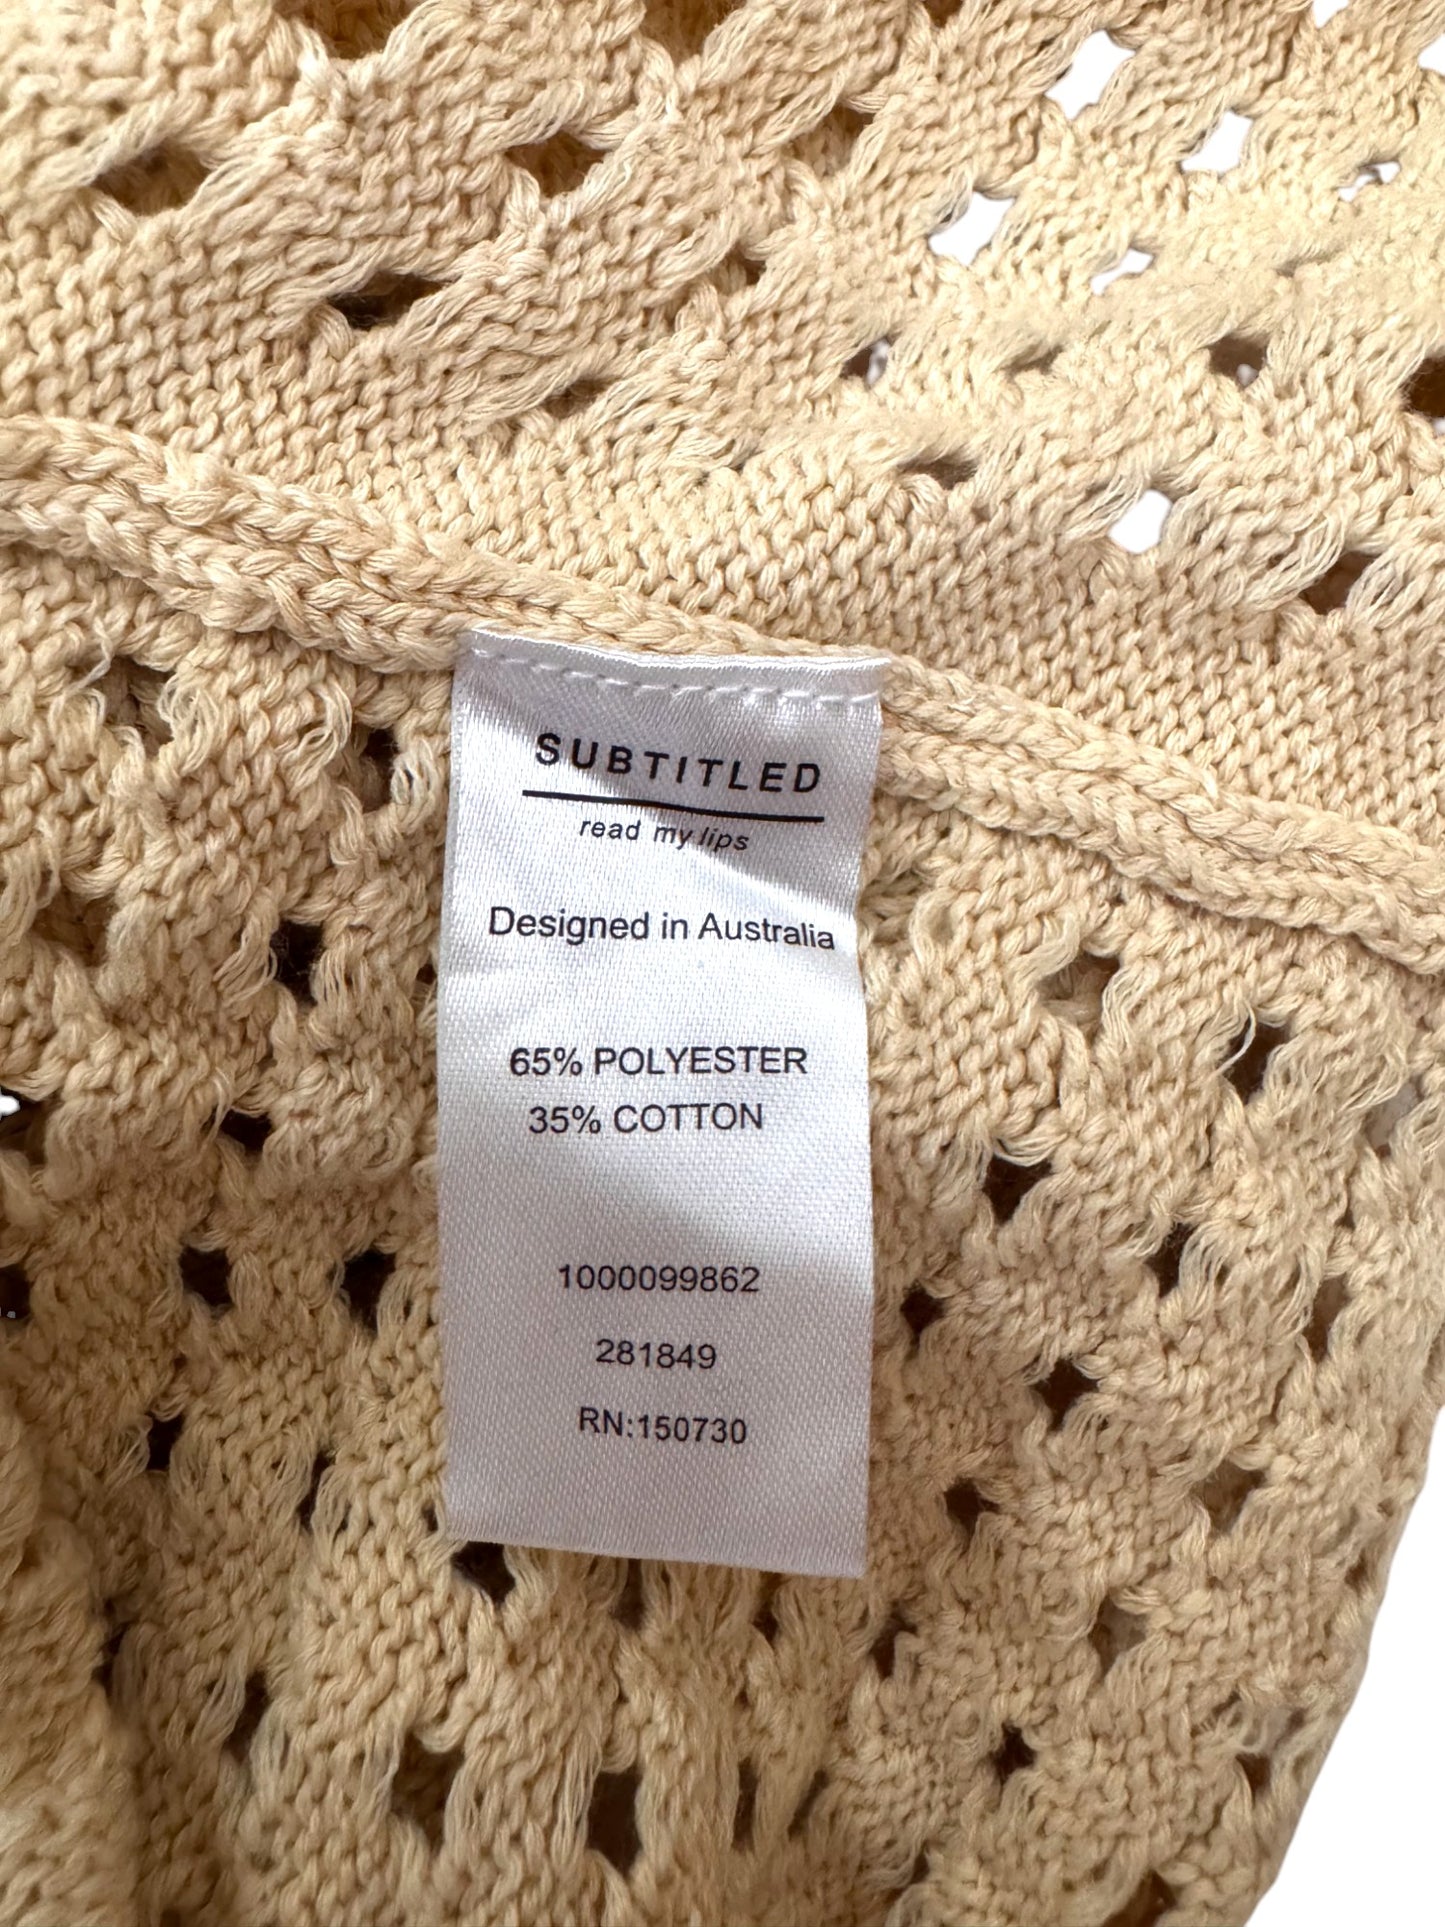 SUBTITLED
read my lips
Designed in Australia
65% POLYESTER
35% COTTON
1000099862
281849
RN:150730